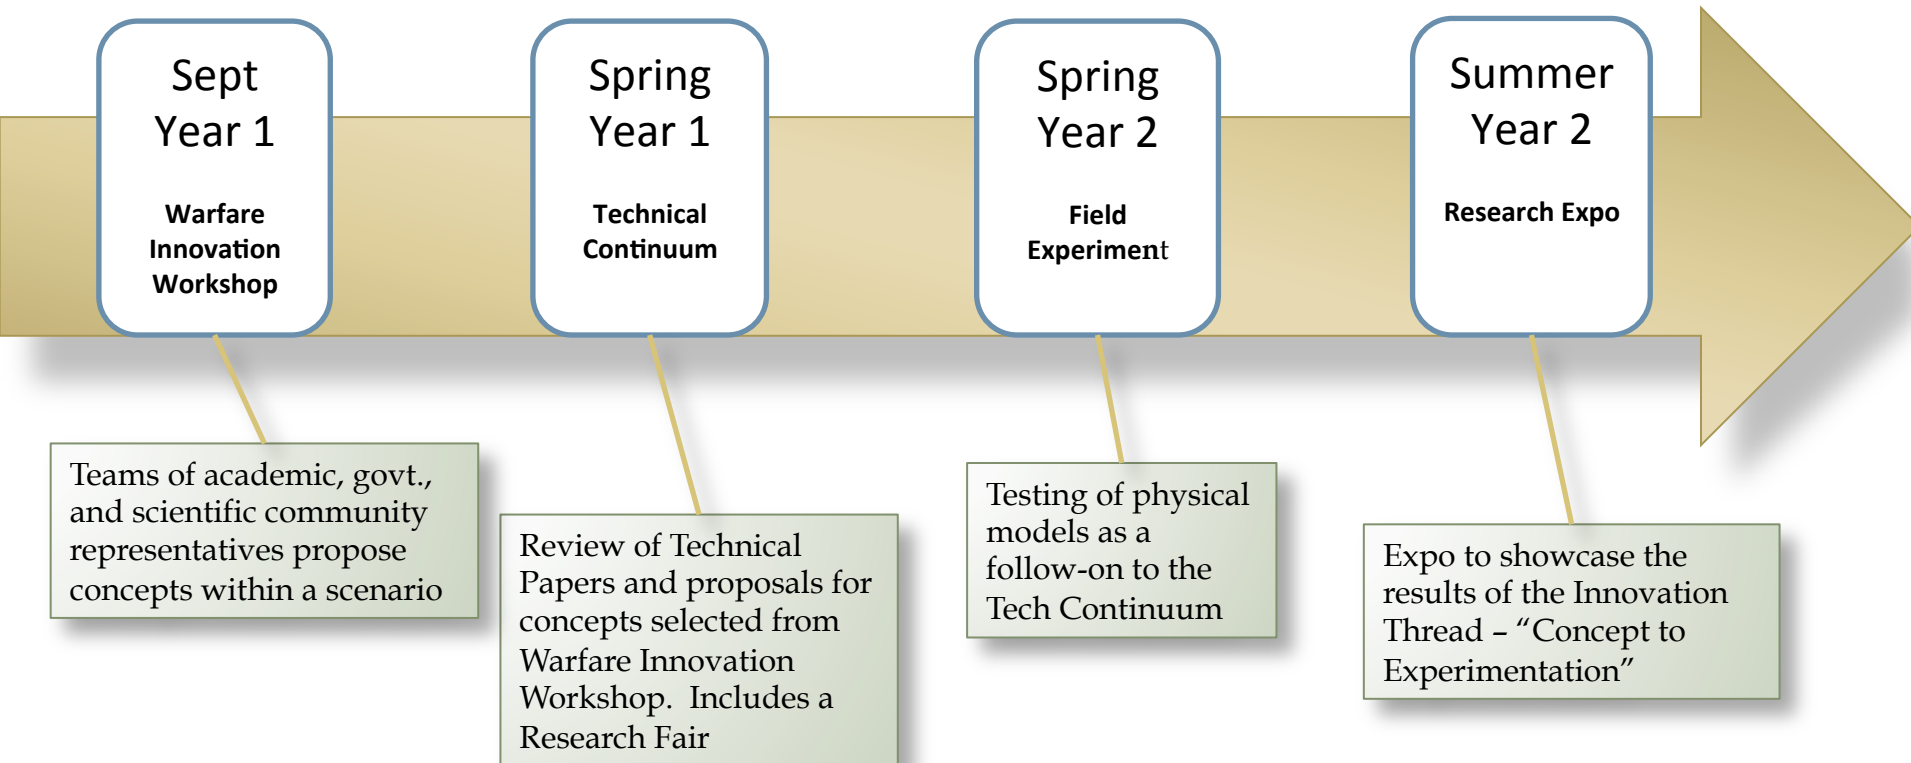 Sept
Year 1
Warfare
Innovation
Workshop
Spring
Year 1
Technical
Continuum
Spring
Year 2
Field
Experiment
Summer
Year 2
Research Expo
Teams of academic, govt.,
and scientific community
representatives propose
concepts within a scenario
Review of Technical
Papers and proposals for
concepts selected from
Warfare Innovation
Workshop.  Includes a
Research Fair
Testing of physical
models as a
follow-on to the
Tech Continuum
Expo to showcase the
results of the Innovation
Thread – “Concept to
Experimentation”